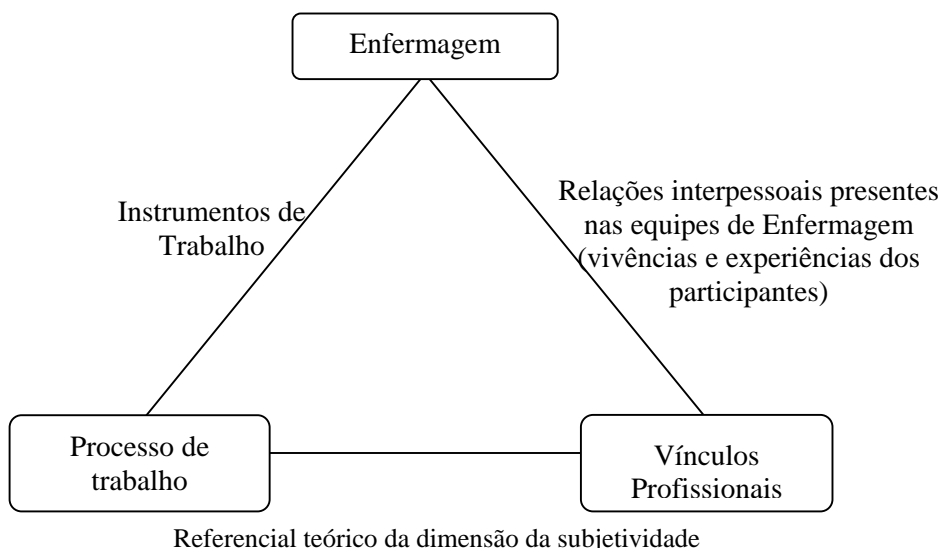 Enfermagem
Instrumentos de
Trabalho
Relações interpessoais presentes
nas equipes de Enfermagem
(vivências e experiências dos
participantes)
Processo de
trabalho
Vínculos
Profissionais
Referencial teórico da dimensão da subjetividade